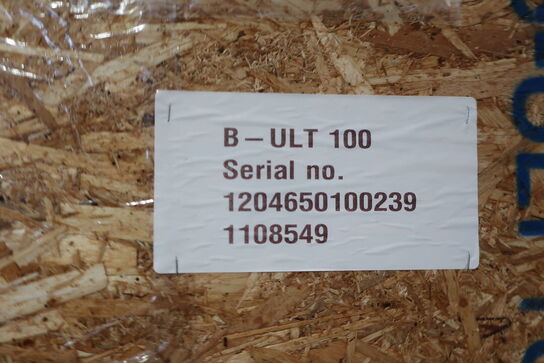 B – ULT 100
Serial no.
1204650100239
1108549